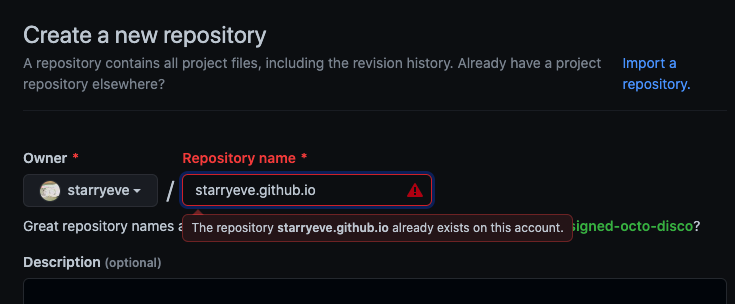 Create a new repository
A repository contains all project files, including the revision history. Already have a project
repository elsewhere?
Import a
repository.
Owner *
Repository name *
starryeve
/
starryeve.github.io
The repository starryeve.github.io already exists on this account.
Great repository names
signed-octo-disco?
Description (optional)